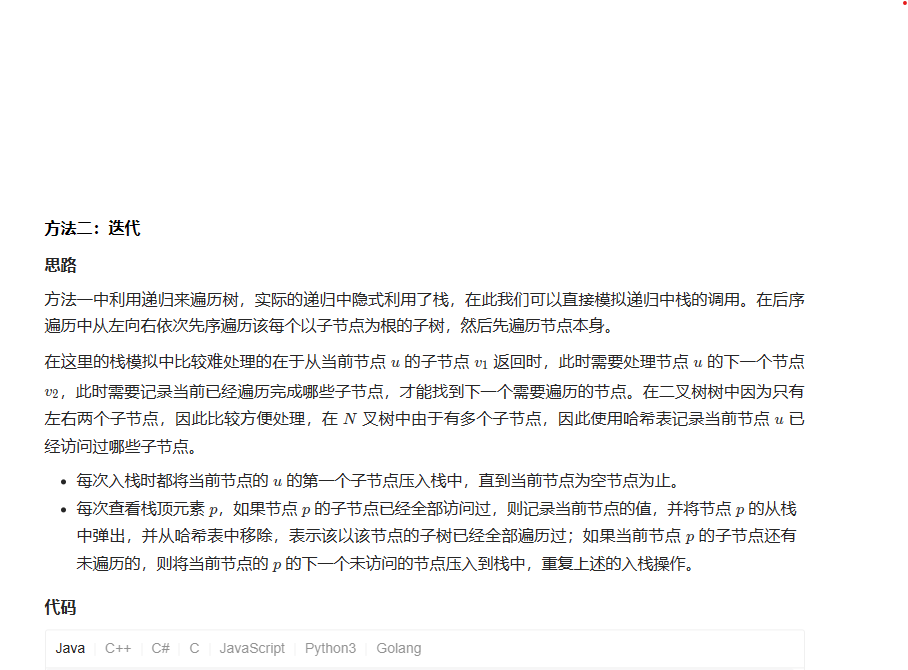 方法二：迭代
思路
方法一中利用递归来遍历树，实际的递归中隐式利用了栈，在此我们可以直接模拟递归中栈的调用。在后序
遍历中从左向右依次先序遍历该每个以子节点为根的子树，然后先遍历节点本身。
在这里的栈模拟中比较难处理的在于从当前节点 u 的子节点 v₁ 返回时，此时需要处理节点 u 的下一个节点
v₂，此时需要记录当前已经遍历完成哪些子节点，才能找到下一个需要遍历的节点。在二叉树树中因为只有
左右两个子节点，因此比较方便处理，在 N 叉树中由于有多个子节点，因此使用哈希表记录当前节点 u 已
经访问过哪些子节点。
• 每次入栈时都将当前节点的 u 的第一个子节点压入栈中，直到当前节点为空节点为止。
• 每次查看栈顶元素 p，如果节点 p 的子节点已经全部访问过，则记录当前节点的值，并将节点 p 的从栈
中弹出，并从哈希表中移除，表示该以该节点的子树已经全部遍历过；如果当前节点 p 的子节点还有
未遍历的，则将当前节点的 p 的下一个未访问的节点压入到栈中，重复上述的入栈操作。
代码
Java C++ C# C JavaScript Python3 Golang